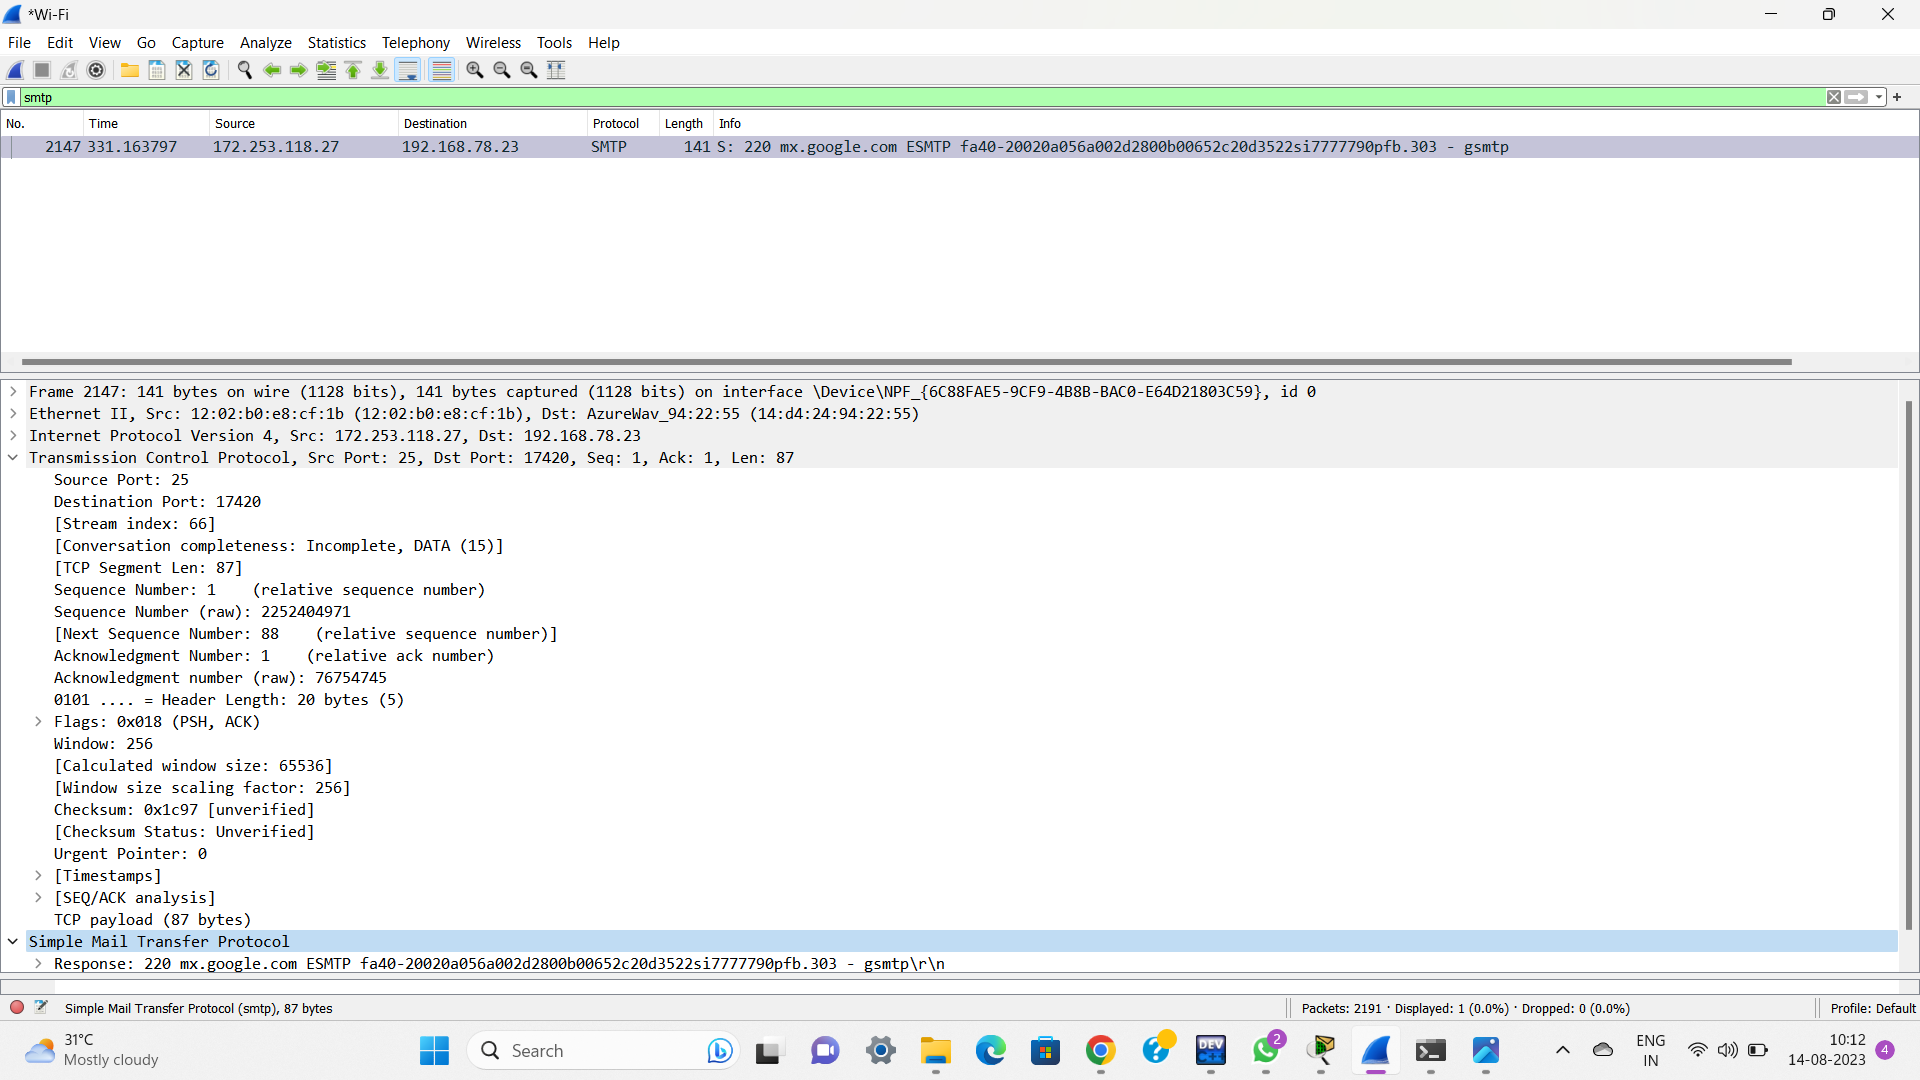 *Wi-Fi
File Edit View Go Capture Analyze Statistics Telephony Wireless Tools Help
smtp
No. Time Source Destination Protocol Length Info
2147 331.163797 172.253.118.27 192.168.78.23 SMTP 141 S: 220 mx.google.com ESMTP fa40-20020a056a002d2800b00652c20d3522si7777790pfb.303 - gsmtp
Frame 2147: 141 bytes on wire (1128 bits), 141 bytes captured (1128 bits) on interface \Device\NPF_{6C88FAE5-9CF9-4B8B-BAC0-E64D21803C59}, id 0
Ethernet II, Src: 12:02:b0:e8:cf:1b (12:02:b0:e8:cf:1b), Dst: AzureWav_94:22:55 (14:d4:24:94:22:55)
Internet Protocol Version 4, Src: 172.253.118.27, Dst: 192.168.78.23
Transmission Control Protocol, Src Port: 25, Dst Port: 17420, Seq: 1, Ack: 1, Len: 87
Source Port: 25
Destination Port: 17420
[Stream index: 66]
[Conversation completeness: Incomplete, DATA (15)]
[TCP Segment Len: 87]
Sequence Number: 1 (relative sequence number)
Sequence Number (raw): 2252404971
[Next Sequence Number: 88 (relative sequence number)]
Acknowledgment Number: 1 (relative ack number)
Acknowledgment number (raw): 76754745
0101 .... = Header Length: 20 bytes (5)
Flags: 0x018 (PSH, ACK)
Window: 256
[Calculated window size: 65536]
[Window size scaling factor: 256]
Checksum: 0x1c97 [unverified]
[Checksum Status: Unverified]
Urgent Pointer: 0
[Timestamps]
[SEQ/ACK analysis]
TCP payload (87 bytes)
Simple Mail Transfer Protocol
Response: 220 mx.google.com ESMTP fa40-20020a056a002d2800b00652c20d3522si7777790pfb.303 - gsmtp\r\n
Simple Mail Transfer Protocol (smtp), 87 bytes
Packets: 2191 · Displayed: 1 (0.0%) · Dropped: 0 (0.0%)
Profile: Default
31°C
Mostly cloudy
Search
DEV
2
ENG
IN
10:12
14-08-2023
4